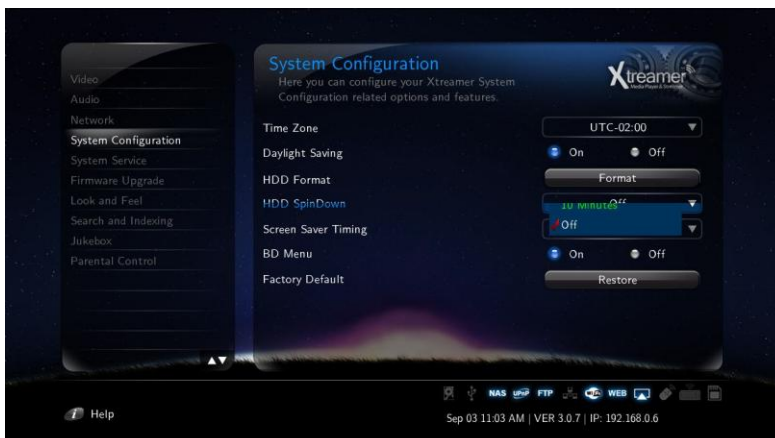 System Configuration
Here you can configure your Xtreamer System
Configuration related options and features.
Xtreamer
Video
Audio
Network
System Configuration
System Service
Firmware Upgrade
Look and Feel
Search and Indexing
Jukebox
Parental Control
Time Zone UTC-02:00
Daylight Saving On Off
HDD Format Format
HDD SpinDown Off
10 Minutes
Off
Screen Saver Timing
BD Menu On Off
Factory Default Restore
NAS UPnP FTP WEB
Help
Sep 03 11:03 AM | VER 3.0.7 | IP: 192.168.0.6